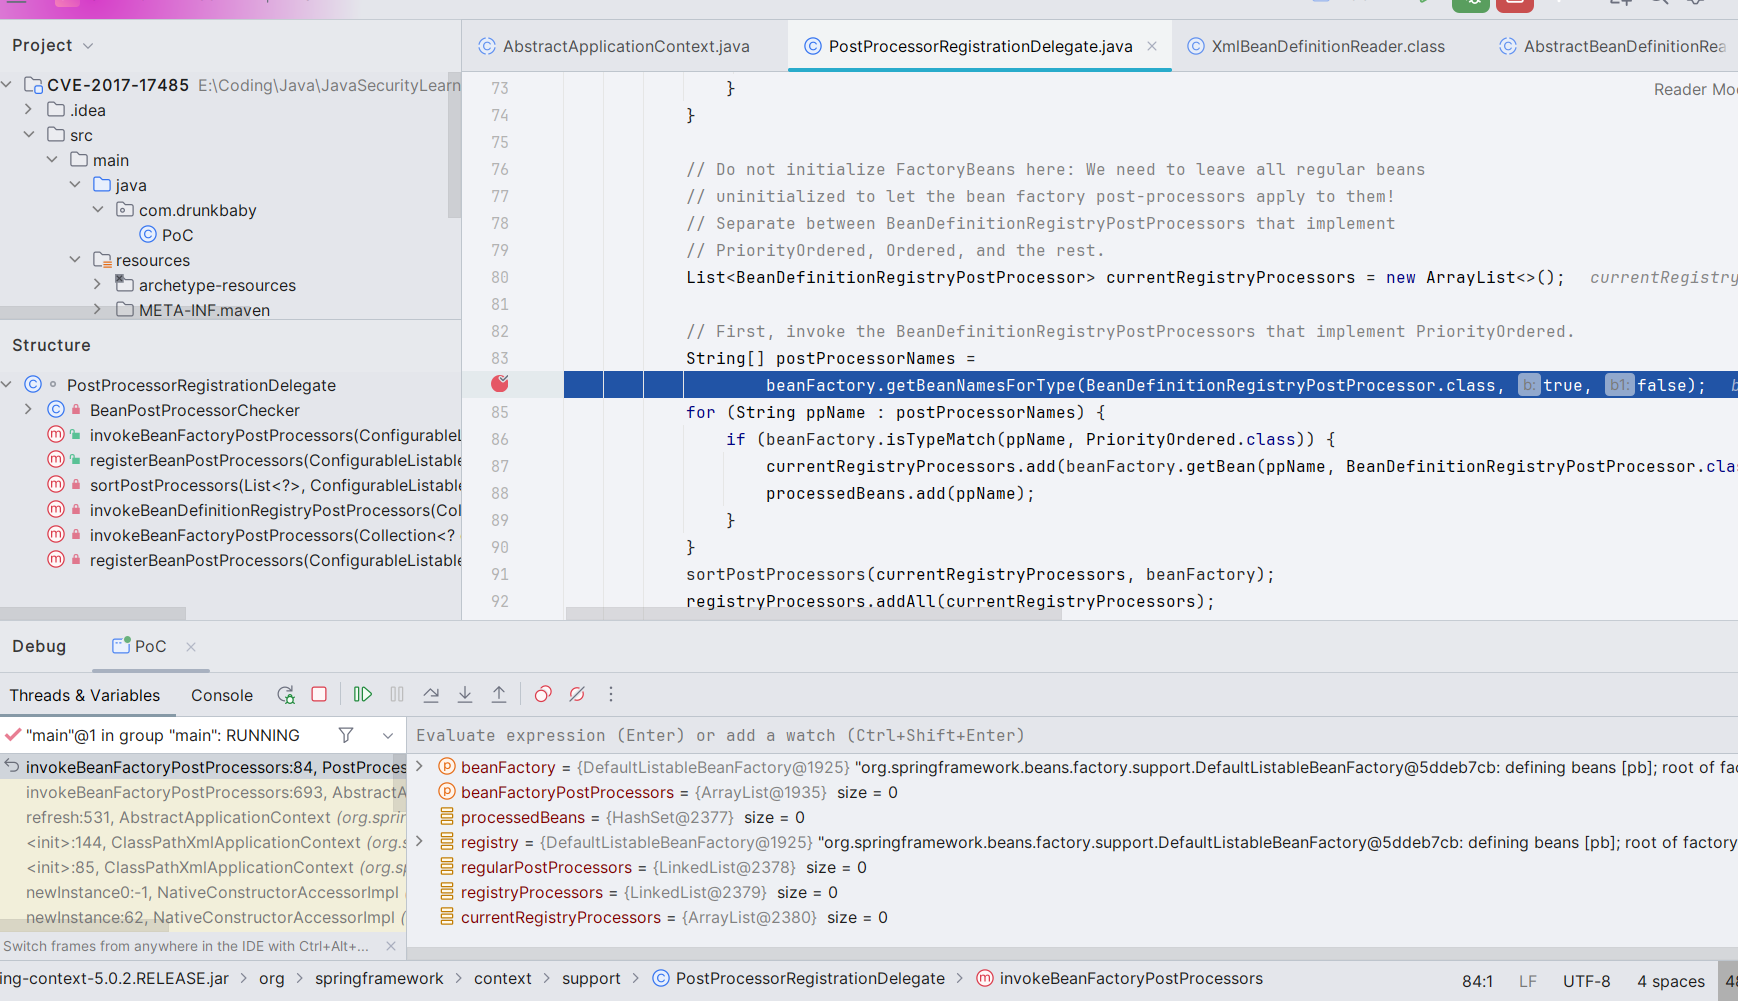 Project
AbstractApplicationContext.java
PostProcessorRegistrationDelegate.java
XmlBeanDefinitionReader.class
AbstractBeanDefinitionRea
CVE-2017-17485 E:\Coding\Java\JavaSecurityLearn
.idea
src
main
java
com.drunkbaby
PoC
resources
archetype-resources
META-INF.maven
Structure
PostProcessorRegistrationDelegate
BeanPostProcessorChecker
invokeBeanFactoryPostProcessors(ConfigurableL
registerBeanPostProcessors(ConfigurableListable
sortPostProcessors(List<?>, ConfigurableListable
invokeBeanDefinitionRegistryPostProcessors(Col
invokeBeanFactoryPostProcessors(Collection<?
registerBeanPostProcessors(ConfigurableListable
Reader Mo
73 }
74 }
75
76 // Do not initialize FactoryBeans here: We need to leave all regular beans
77 // uninitialized to let the bean factory post-processors apply to them!
78 // Separate between BeanDefinitionRegistryPostProcessors that implement
79 // PriorityOrdered, Ordered, and the rest.
80 List<BeanDefinitionRegistryPostProcessor> currentRegistryProcessors = new ArrayList<>(); currentRegistry
81
82 // First, invoke the BeanDefinitionRegistryPostProcessors that implement PriorityOrdered.
83 String[] postProcessorNames =
beanFactory.getBeanNamesForType(BeanDefinitionRegistryPostProcessor.class, b: true, b1: false); b
85 for (String ppName : postProcessorNames) {
86 if (beanFactory.isTypeMatch(ppName, PriorityOrdered.class)) {
87 currentRegistryProcessors.add(beanFactory.getBean(ppName, BeanDefinitionRegistryPostProcessor.clas
88 processedBeans.add(ppName);
89 }
90 }
91 sortPostProcessors(currentRegistryProcessors, beanFactory);
92 registryProcessors.addAll(currentRegistryProcessors);
Debug PoC
Threads & Variables Console
"main"@1 in group "main": RUNNING
Evaluate expression (Enter) or add a watch (Ctrl+Shift+Enter)
invokeBeanFactoryPostProcessors:84, PostProces
invokeBeanFactoryPostProcessors:693, AbstractA
refresh:531, AbstractApplicationContext (org.sprin
<init>:144, ClassPathXmlApplicationContext (org.s
<init>:85, ClassPathXmlApplicationContext (org.sp
newInstance0:-1, NativeConstructorAccessorImpl
newInstance:62, NativeConstructorAccessorImpl (
Switch frames from anywhere in the IDE with Ctrl+Alt+...
beanFactory = {DefaultListableBeanFactory@1925} "org.springframework.beans.factory.support.DefaultListableBeanFactory@5ddeb7cb: defining beans [pb]; root of fac
beanFactoryPostProcessors = {ArrayList@1935} size = 0
processedBeans = {HashSet@2377} size = 0
registry = {DefaultListableBeanFactory@1925} "org.springframework.beans.factory.support.DefaultListableBeanFactory@5ddeb7cb: defining beans [pb]; root of factory
regularPostProcessors = {LinkedList@2378} size = 0
registryProcessors = {LinkedList@2379} size = 0
currentRegistryProcessors = {ArrayList@2380} size = 0
ing-context-5.0.2.RELEASE.jar > org > springframework > context > support > PostProcessorRegistrationDelegate > invokeBeanFactoryPostProcessors
84:1 LF UTF-8 4 spaces 48